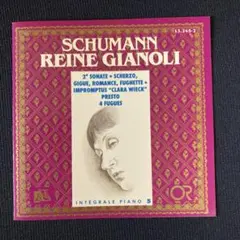 SCHUMANN
REINE GIANOLI
2e SONATE + SCHERZO,
GIGUE, ROMANCE, FUGHETTE +
IMPROMPTUS "CLARA WIECK"
PRESTO
4 FUGUES
INTEGRALE PIANO 5